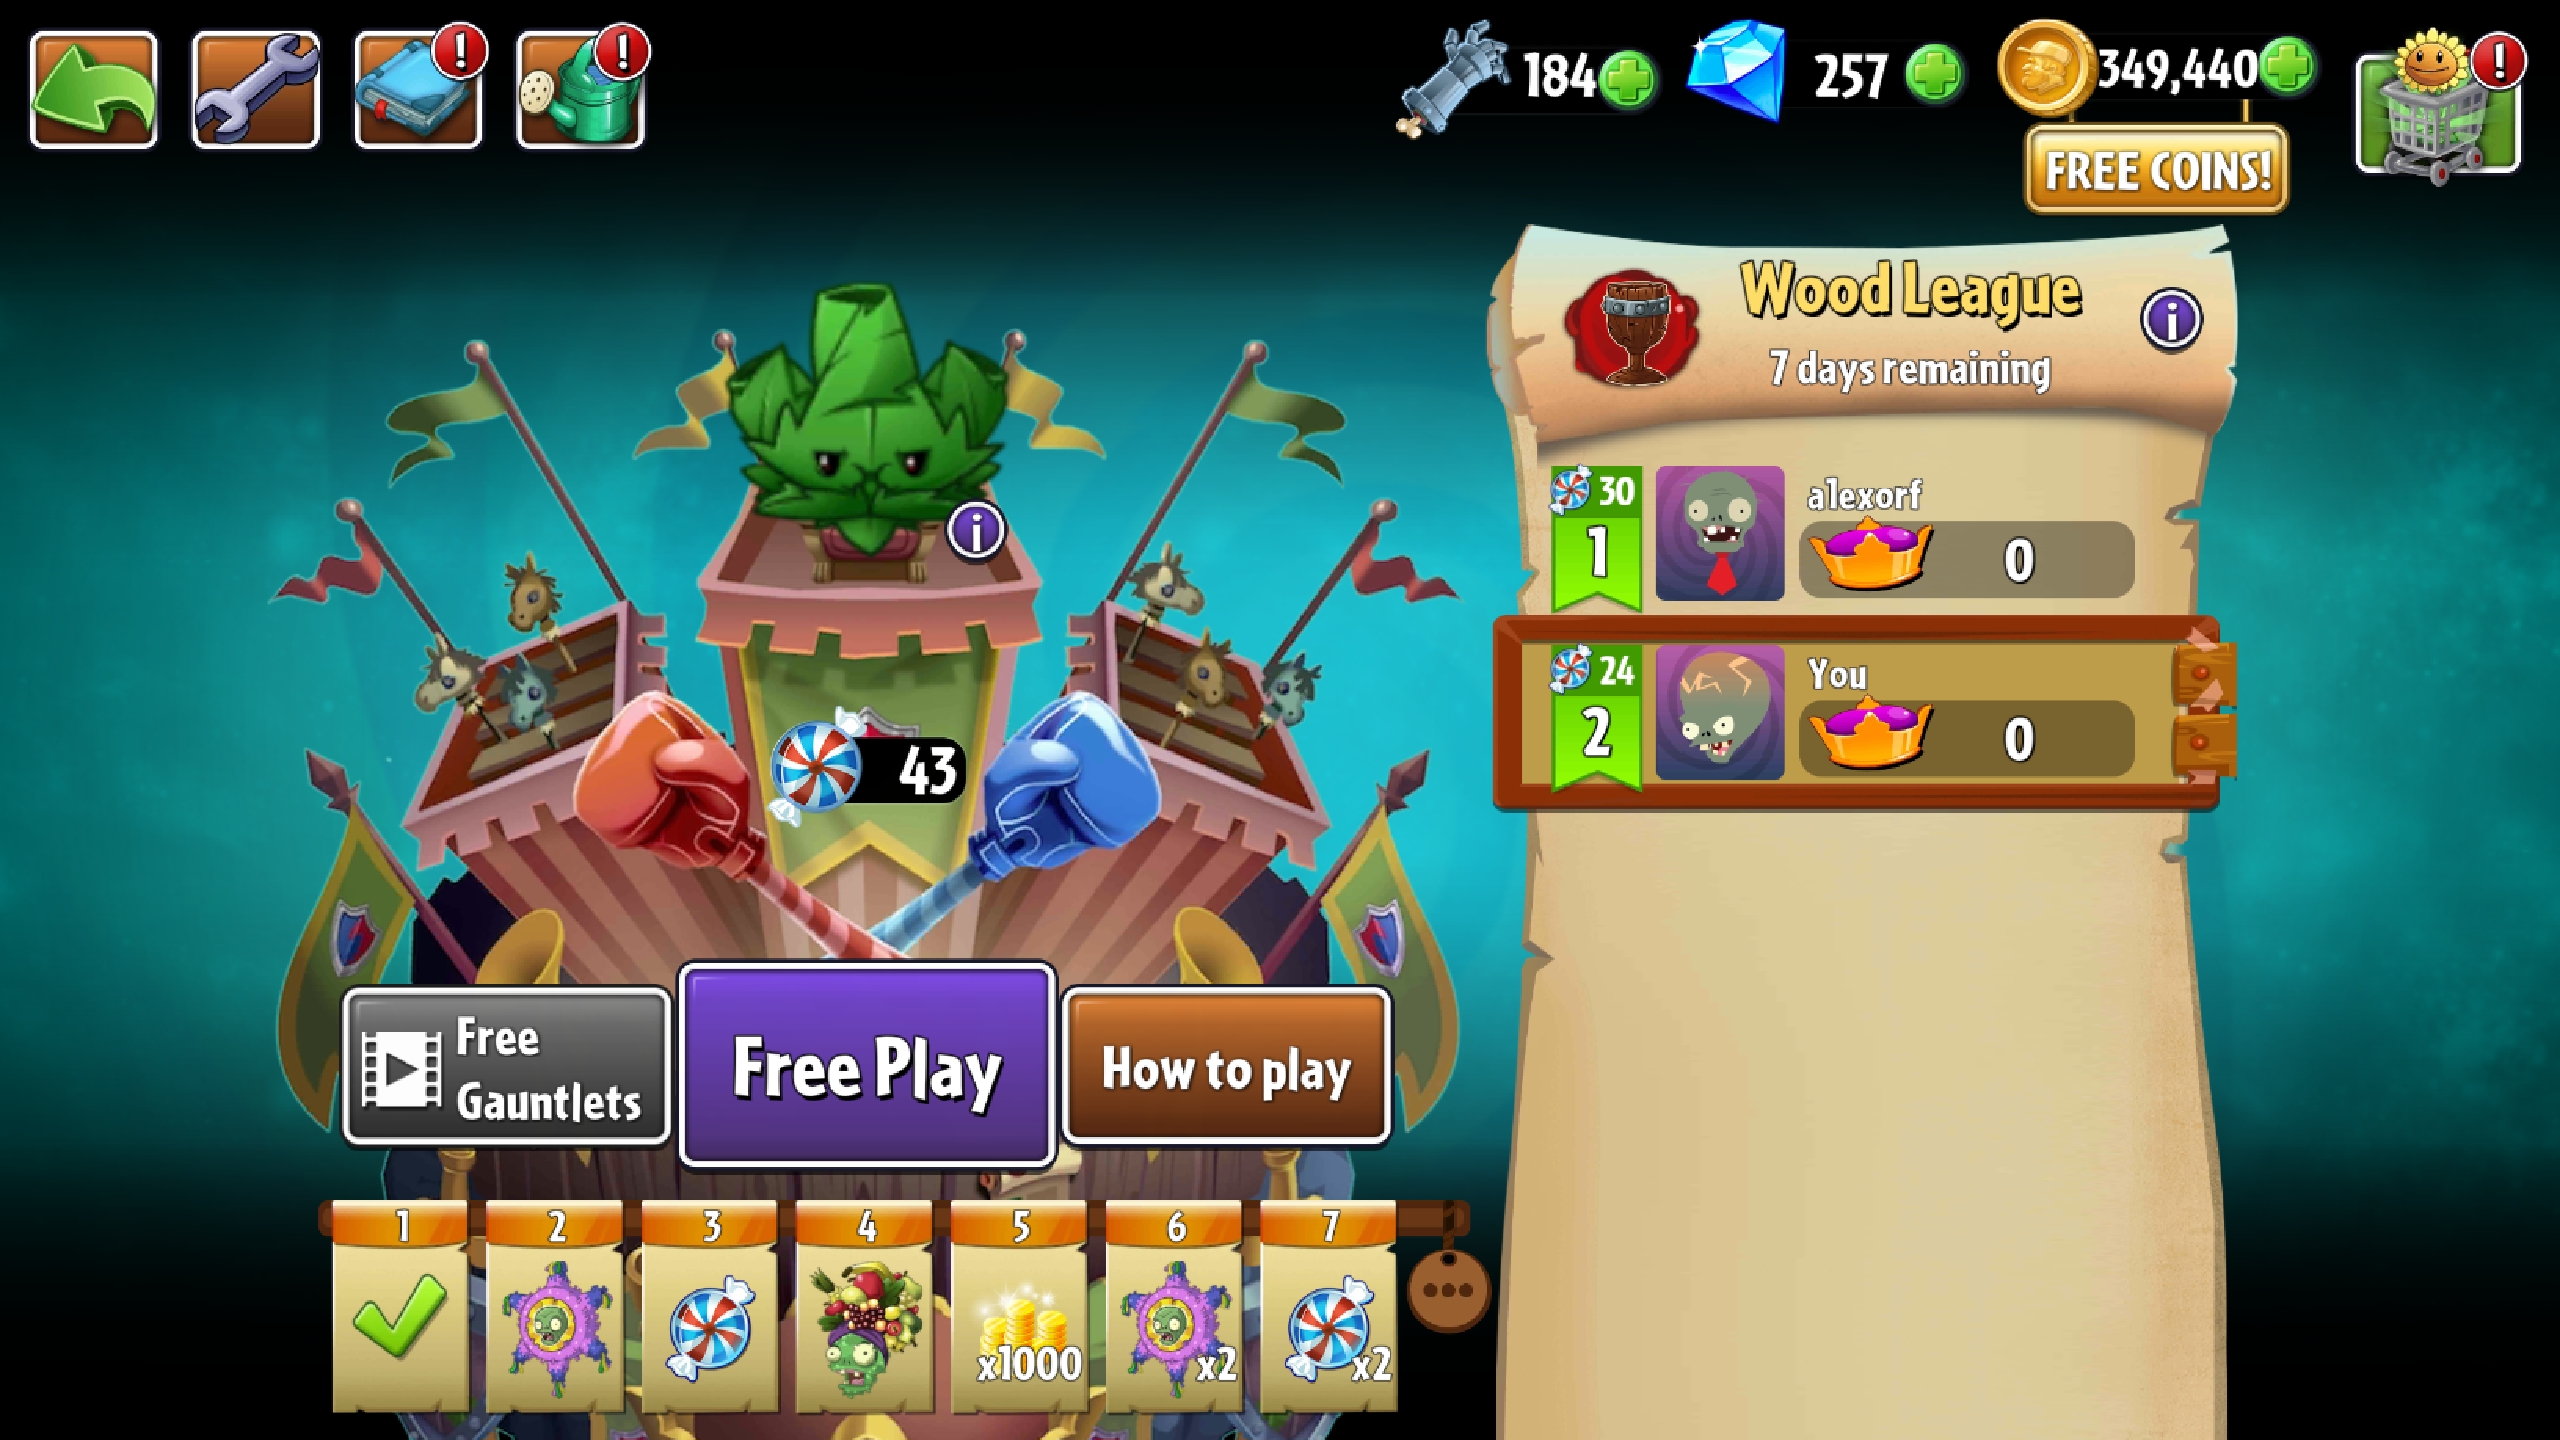 !
!
184
257
349,440
!
FREE COINS!
Wood League
7 days remaining
i
30
1
alexorf
0
24
2
You
0
i
43
Free
Gauntlets
Free Play
How to play
1
2
3
4
5
6
7
x1000
x2
x2